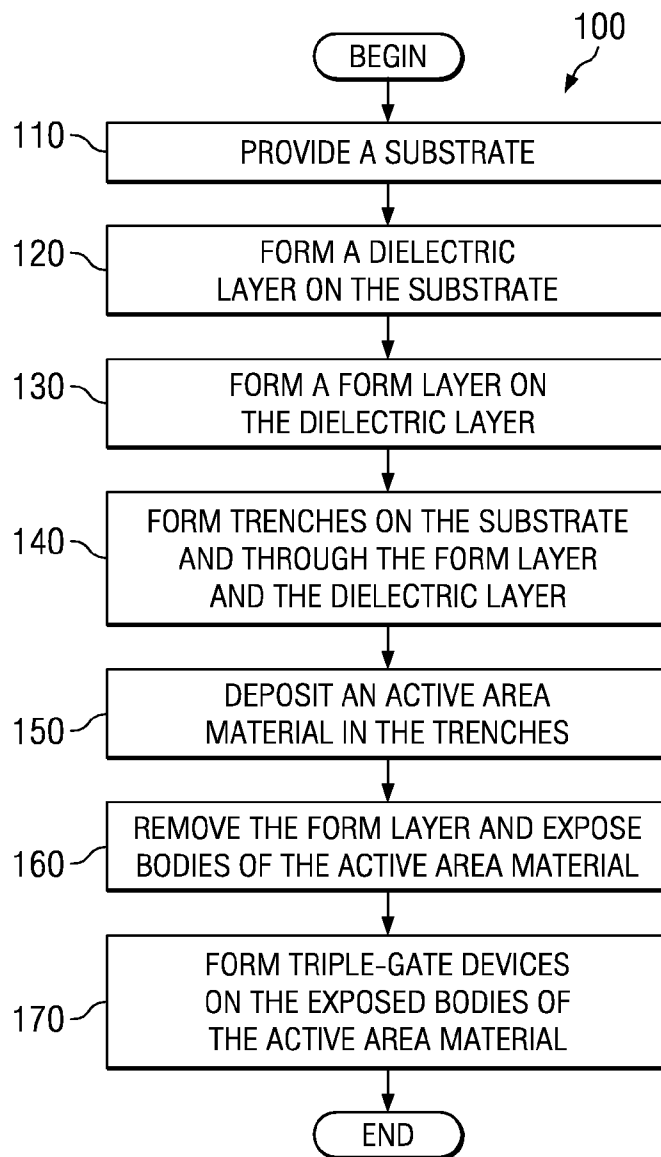 100
BEGIN
110
PROVIDE A SUBSTRATE
120
FORM A DIELECTRIC
LAYER ON THE SUBSTRATE
130
FORM A FORM LAYER ON
THE DIELECTRIC LAYER
140
FORM TRENCHES ON THE SUBSTRATE
AND THROUGH THE FORM LAYER
AND THE DIELECTRIC LAYER
150
DEPOSIT AN ACTIVE AREA
MATERIAL IN THE TRENCHES
160
REMOVE THE FORM LAYER AND EXPOSE
BODIES OF THE ACTIVE AREA MATERIAL
170
FORM TRIPLE-GATE DEVICES
ON THE EXPOSED BODIES OF
THE ACTIVE AREA MATERIAL
END